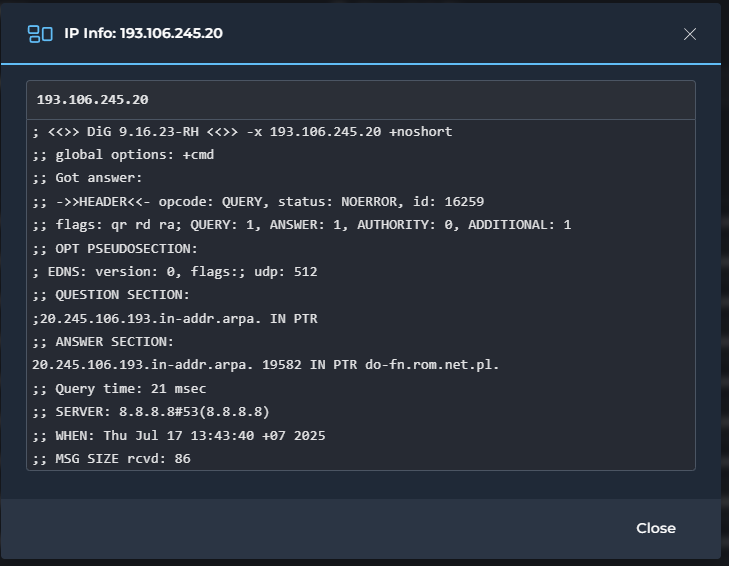 IP Info: 193.106.245.20
193.106.245.20
; <<>> DiG 9.16.23-RH <<>> -x 193.106.245.20 +noshort
;; global options: +cmd
;; Got answer:
;; ->>HEADER<<- opcode: QUERY, status: NOERROR, id: 16259
;; flags: qr rd ra; QUERY: 1, ANSWER: 1, AUTHORITY: 0, ADDITIONAL: 1
;; OPT PSEUDOSECTION:
; EDNS: version: 0, flags:; udp: 512
;; QUESTION SECTION:
;20.245.106.193.in-addr.arpa. IN PTR
;; ANSWER SECTION:
20.245.106.193.in-addr.arpa. 19582 IN PTR do-fn.rom.net.pl.
;; Query time: 21 msec
;; SERVER: 8.8.8.8#53(8.8.8.8)
;; WHEN: Thu Jul 17 13:43:40 +07 2025
;; MSG SIZE rcvd: 86
Close